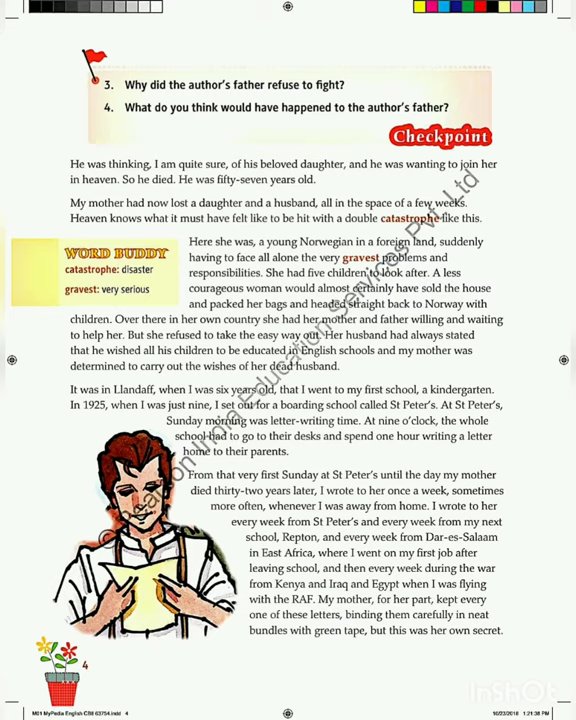 3. Why did the author's father refuse to fight?
4. What do you think would have happened to the author's father?
Checkpoint
He was thinking, I am quite sure, of his beloved daughter, and he was wanting to join her
in heaven. So he died. He was fifty-seven years old.
My mother had now lost a daughter and a husband, all in the space of a few weeks.
Heaven knows what it must have felt like to be hit with a double catastrophe like this.
WORD BUDDY
catastrophe: disaster
gravest: very serious
Here she was, a young Norwegian in a foreign land, suddenly
having to face all alone the very gravest problems and
responsibilities. She had five children to look after. A less
courageous woman would almost certainly have sold the house
and packed her bags and headed straight back to Norway with
children. Over there in her own country she had her mother and father willing and waiting
to help her. But she refused to take the easy way out. Her husband had always stated
that he wished all his children to be educated in English schools and my mother was
determined to carry out the wishes of her dead husband.
It was in Llandaff, when I was six years old, that I went to my first school, a kindergarten.
In 1925, when I was just nine, I set out for a boarding school called St Peter's. At St Peter's,
Sunday morning was letter-writing time. At nine o'clock, the whole
school had to go to their desks and spend one hour writing a letter
home to their parents.
From that very first Sunday at St Peter's until the day my mother
died thirty-two years later, I wrote to her once a week, sometimes
more often, whenever I was away from home. I wrote to her
every week from St Peter's and every week from my next
school, Repton, and every week from Dar-es-Salaam
in East Africa, where I went on my first job after
leaving school, and then every week during the war
from Kenya and Iraq and Egypt when I was flying
with the RAF. My mother, for her part, kept every
one of these letters, binding them carefully in neat
bundles with green tape, but this was her own secret.
4
InShOt
M01 MyPedia English CB8 63754.indd 4
10/23/2018 1:21:38 PM
India Education Services Pvt. Ltd